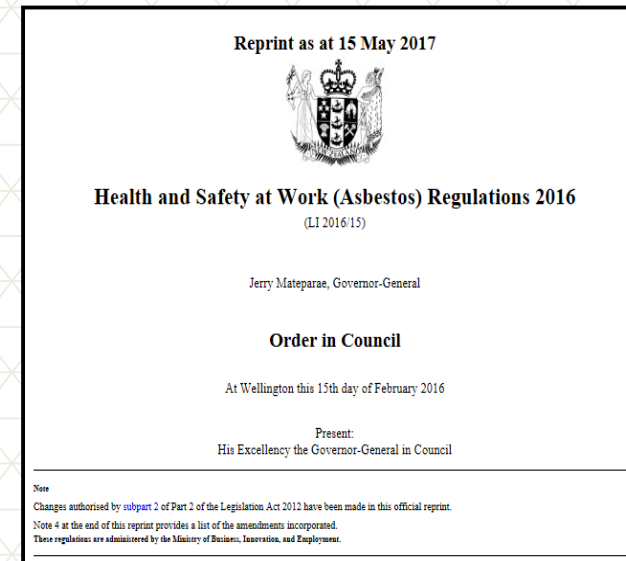 Reprint as at 15 May 2017
NEW ZEALAND
Health and Safety at Work (Asbestos) Regulations 2016
(LI 2016/15)
Jerry Mateparae, Governor-General
Order in Council
At Wellington this 15th day of February 2016
Present:
His Excellency the Governor-General in Council
Note
Changes authorised by subpart 2 of Part 2 of the Legislation Act 2012 have been made in this official reprint.
Note 4 at the end of this reprint provides a list of the amendments incorporated.
These regulations are administered by the Ministry of Business, Innovation, and Employment.